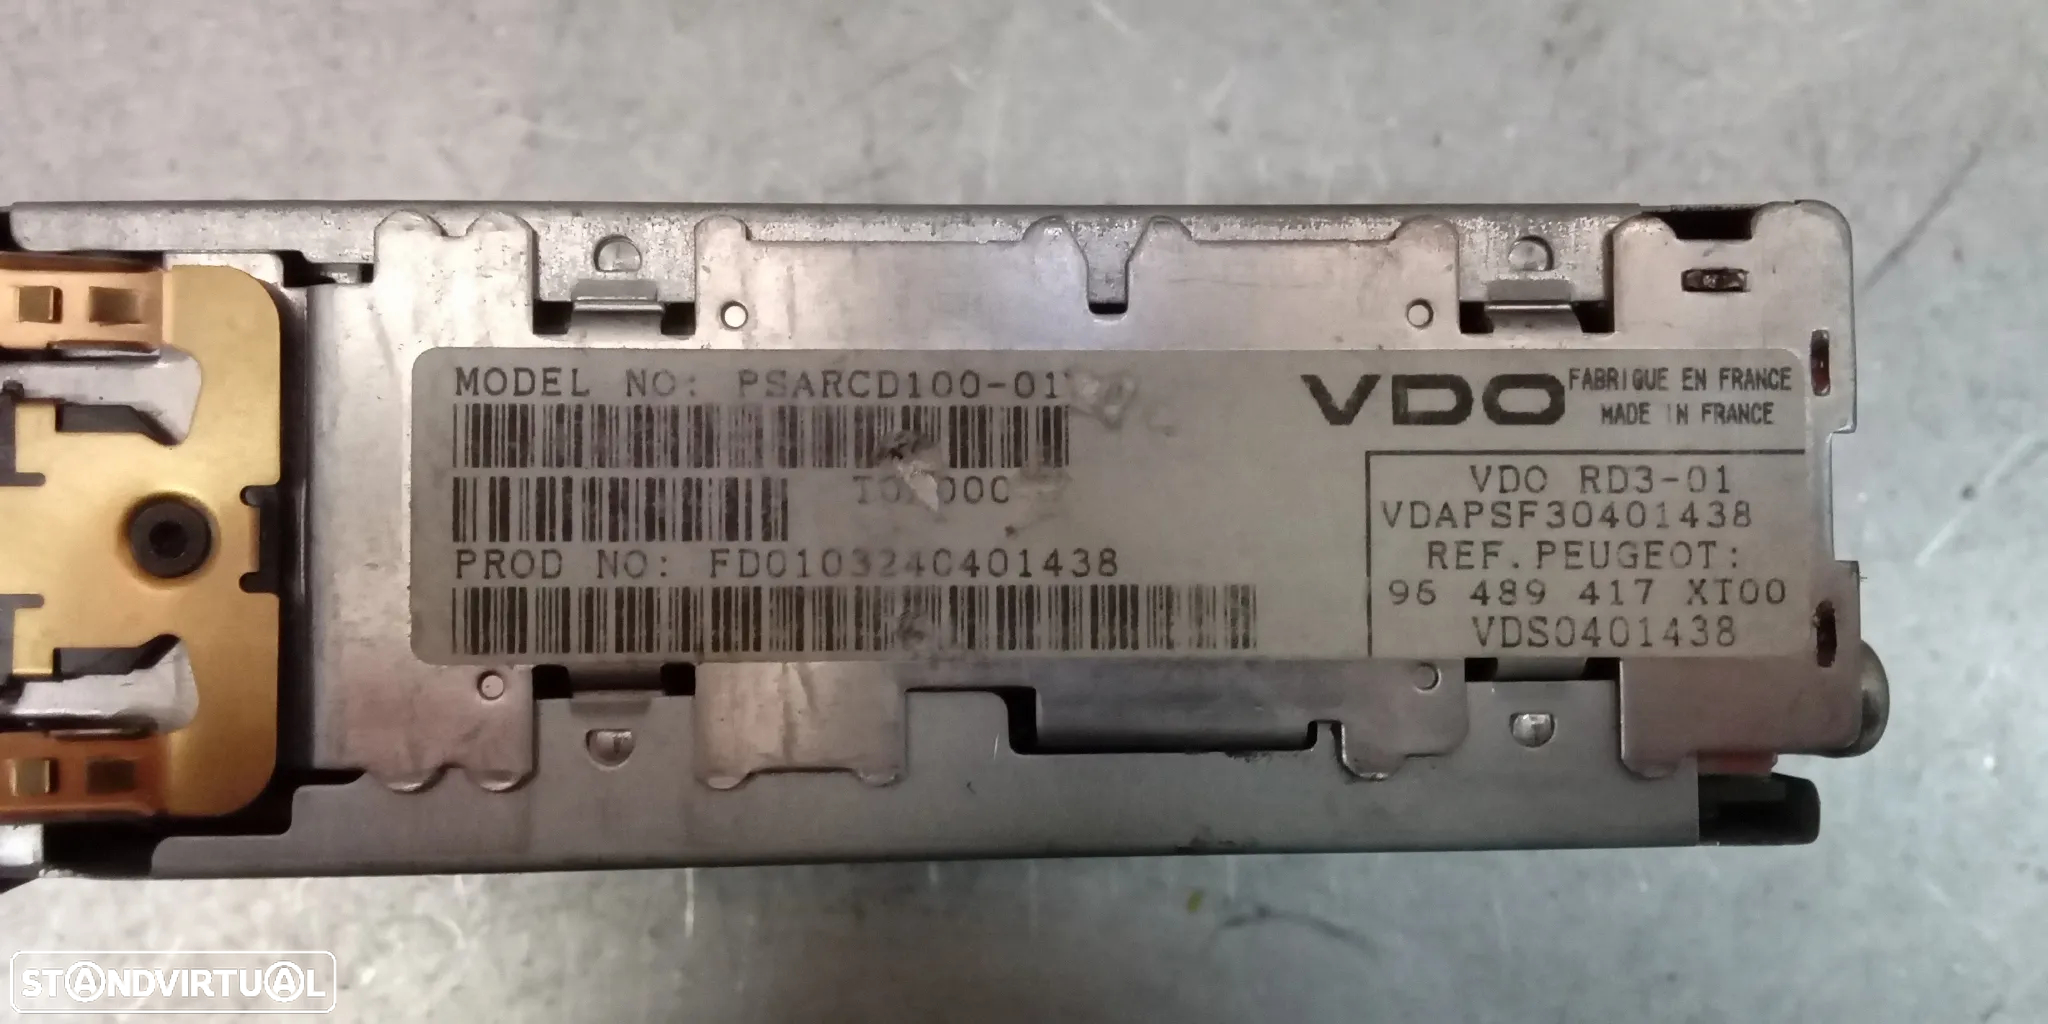 MODEL NO: PSARCD100-01
VDO
FABRIQUE EN FRANCE
MADE IN FRANCE
PROD NO: FD0103240401438
VDO RD3-01
VDAPSF30401438
REF.PEUGEOT:
96 489 417 XT00
VDS0401438
STANDVIRTUAL